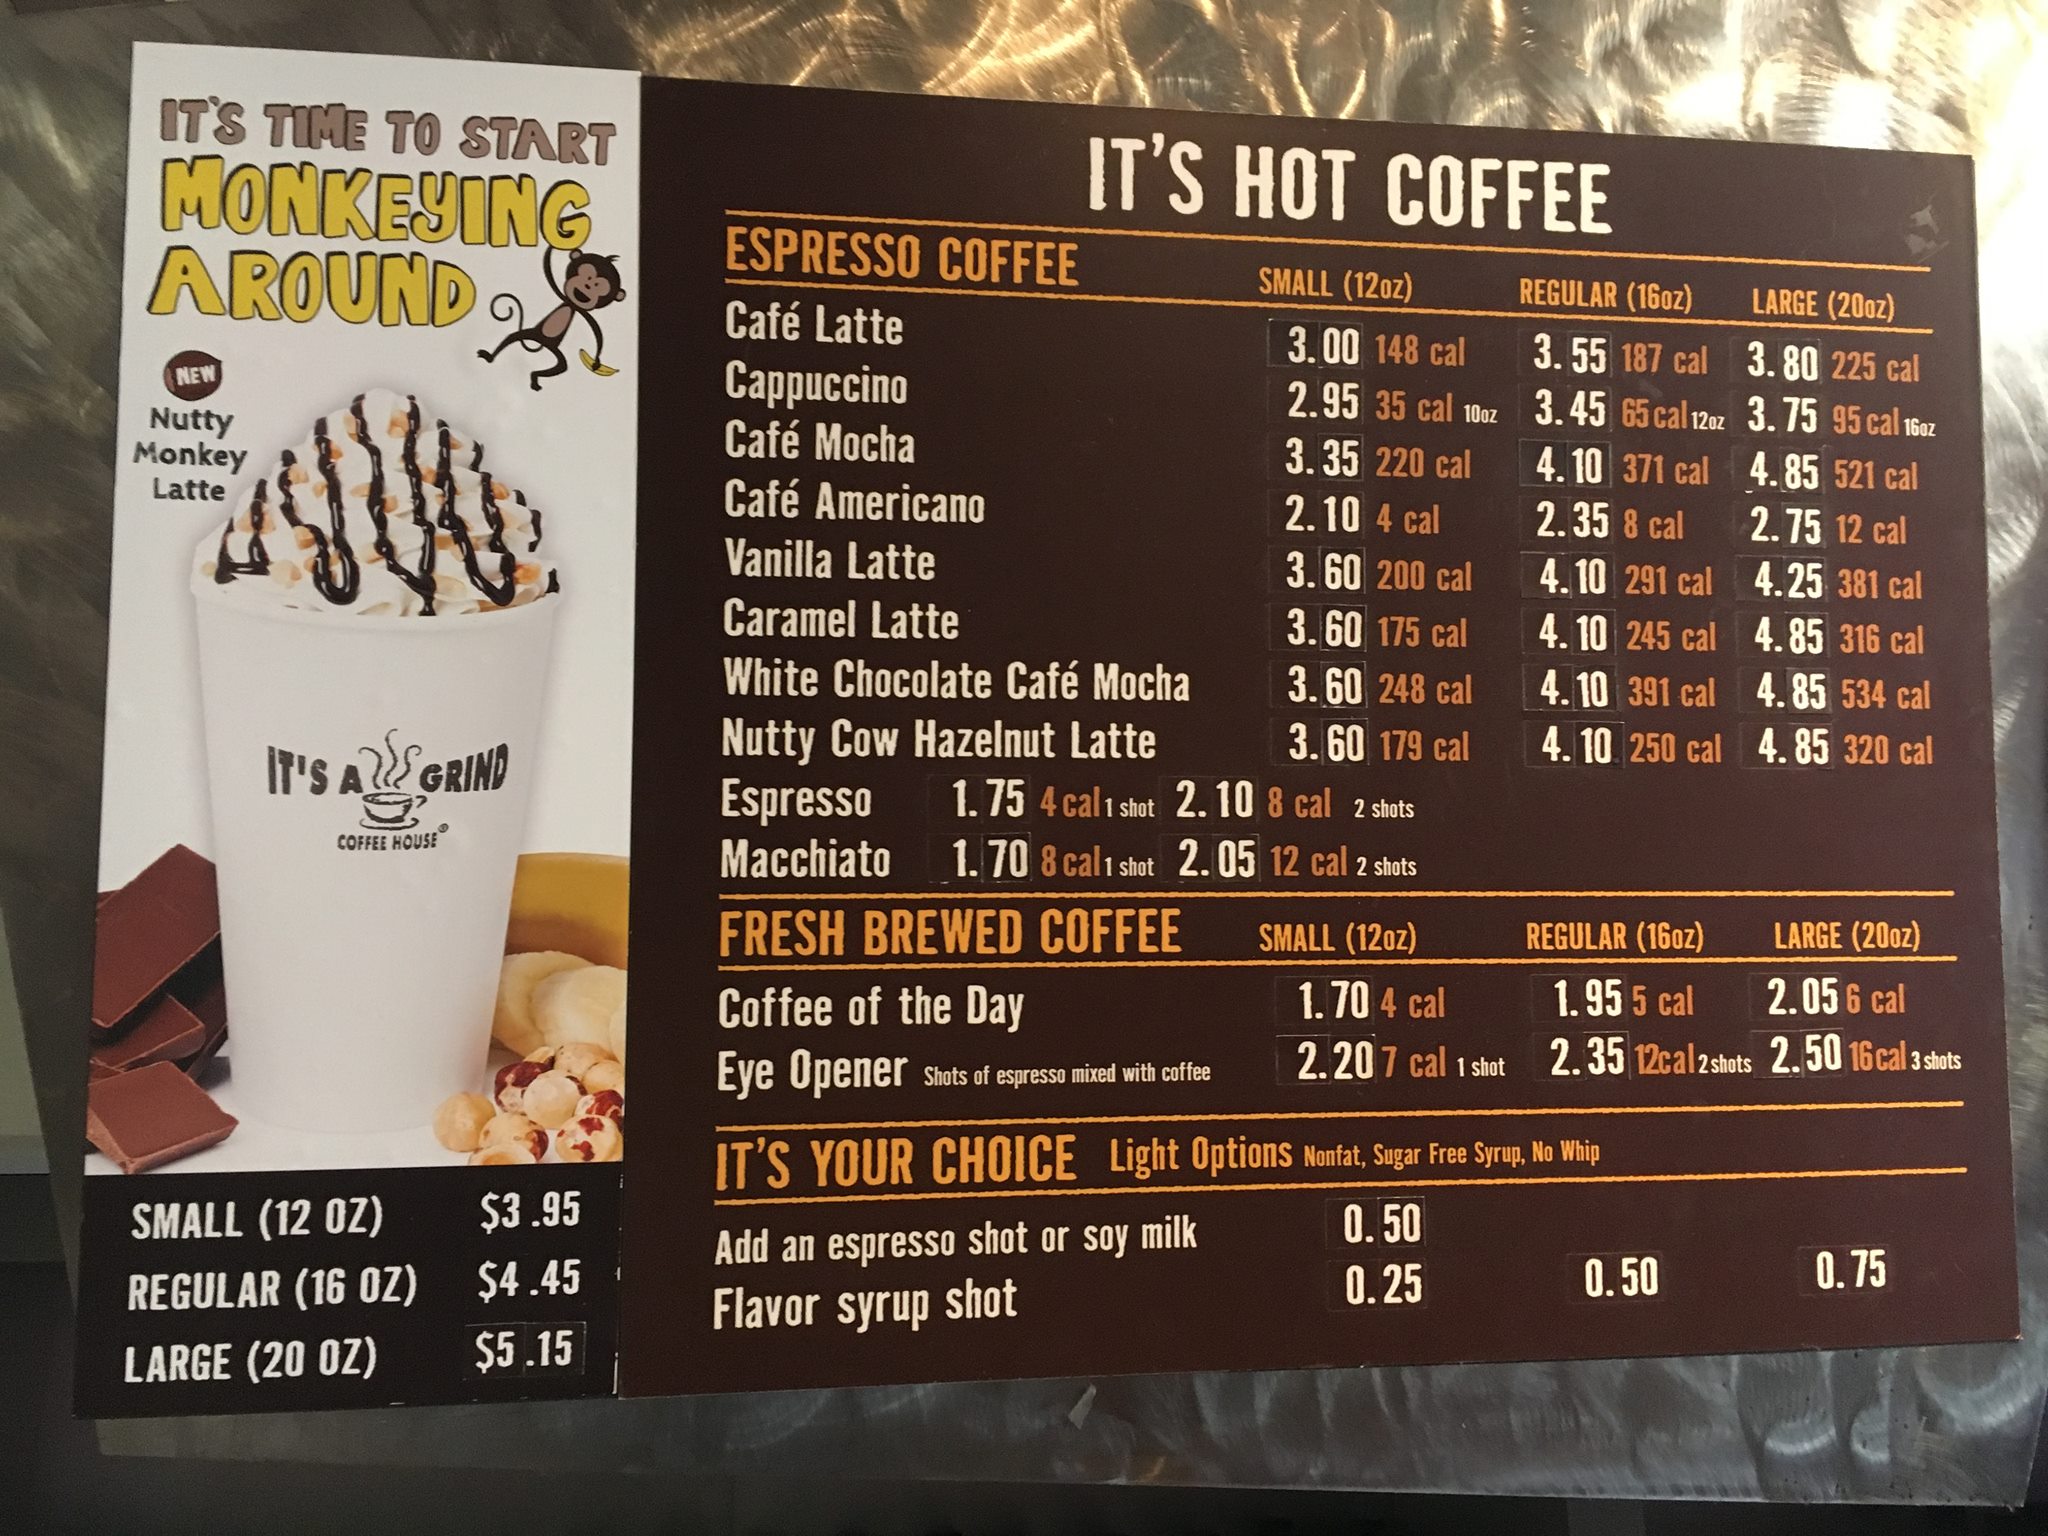 IT'S TIME TO START
MONKEYING
AROUND
NEW
Nutty
Monkey
Latte
IT'S A GRIND
COFFEE HOUSE®
SMALL (12 OZ) $3.95
REGULAR (16 OZ) $4.45
LARGE (20 OZ) $5.15
IT'S HOT COFFEE
ESPRESSO COFFEE SMALL (12oz) REGULAR (16oz) LARGE (20oz)
Café Latte 3.00 148 cal 3.55 187 cal 3.80 225 cal
Cappuccino 2.95 35 cal 10oz 3.45 65 cal 12oz 3.75 95 cal 16oz
Café Mocha 3.35 220 cal 4.10 371 cal 4.85 521 cal
Café Americano 2.10 4 cal 2.35 8 cal 2.75 12 cal
Vanilla Latte 3.60 200 cal 4.10 291 cal 4.25 381 cal
Caramel Latte 3.60 175 cal 4.10 245 cal 4.85 316 cal
White Chocolate Café Mocha 3.60 248 cal 4.10 391 cal 4.85 534 cal
Nutty Cow Hazelnut Latte 3.60 179 cal 4.10 250 cal 4.85 320 cal
Espresso 1.75 4 cal 1 shot 2.10 8 cal 2 shots
Macchiato 1.70 8 cal 1 shot 2.05 12 cal 2 shots
FRESH BREWED COFFEE SMALL (12oz) REGULAR (16oz) LARGE (20oz)
Coffee of the Day 1.70 4 cal 1.95 5 cal 2.05 6 cal
Eye Opener Shots of espresso mixed with coffee 2.20 7 cal 1 shot 2.35 12cal 2 shots 2.50 16 cal 3 shots
IT'S YOUR CHOICE Light Options Nonfat, Sugar Free Syrup, No Whip
Add an espresso shot or soy milk 0.50
Flavor syrup shot 0.25 0.50 0.75